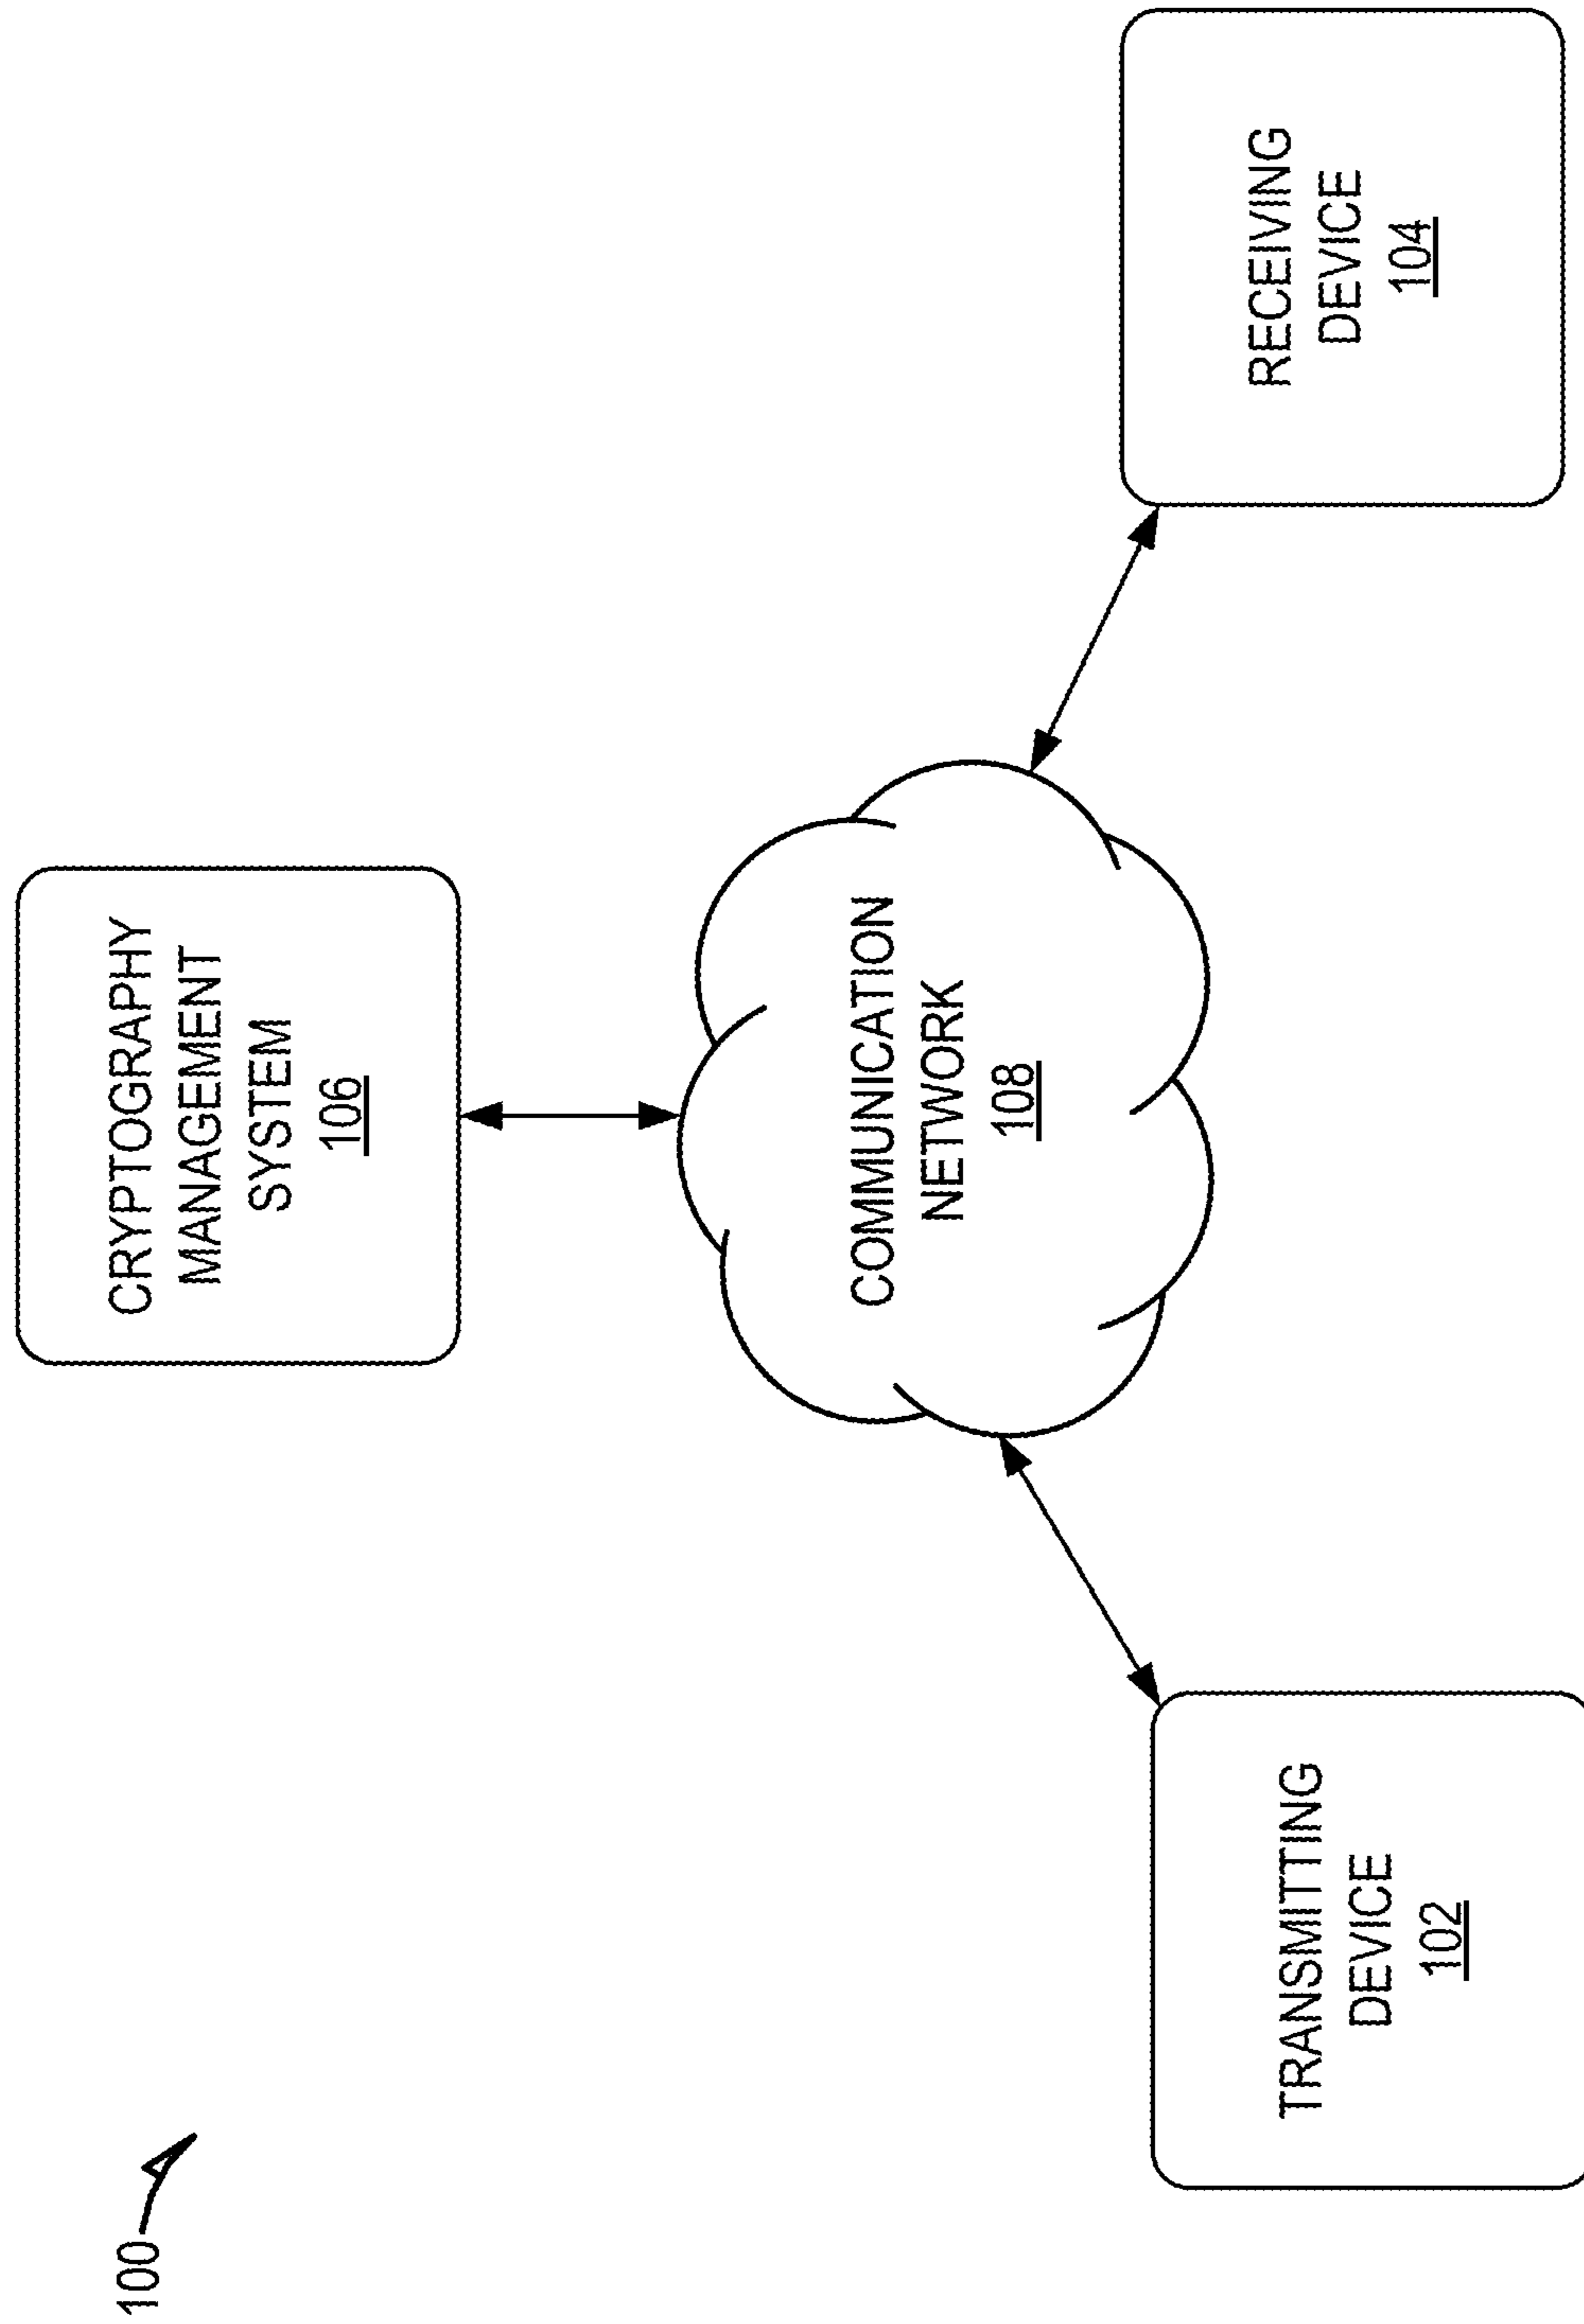 100
CRYPTOGRAPHY
MANAGEMENT
SYSTEM
106
COMMUNICATION
NETWORK
108
TRANSMITTING
DEVICE
102
RECEIVING
DEVICE
104